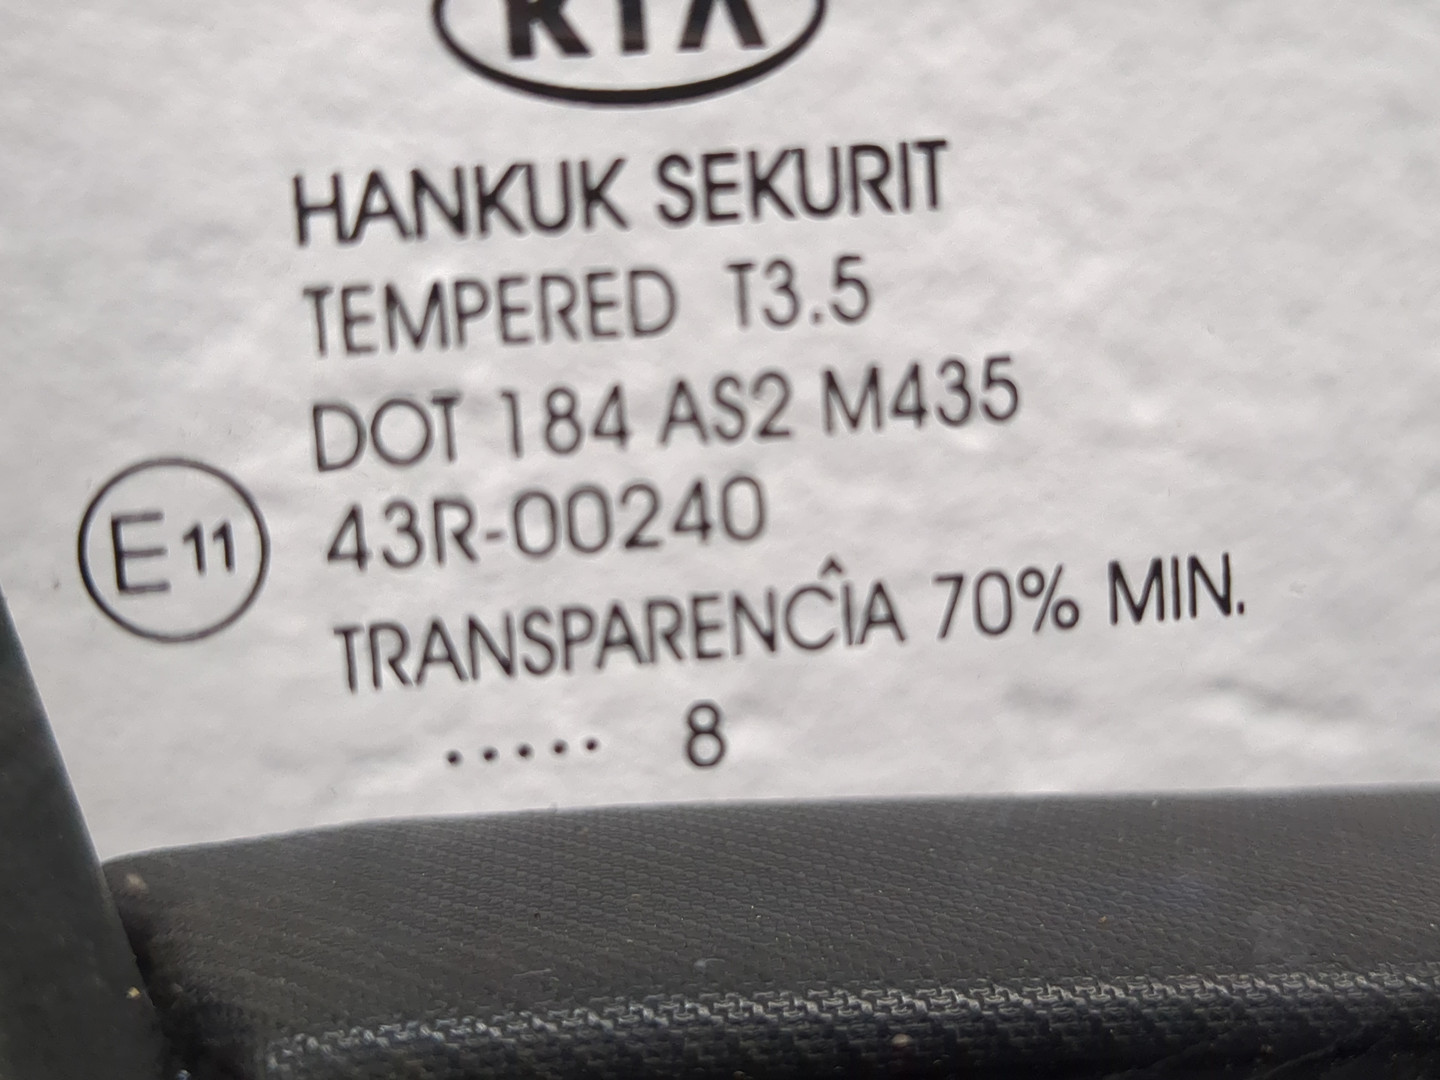 KIA
HANKUK SEKURIT
TEMPERED T3.5
DOT 184 AS2 M435
E11 43R-00240
TRANSPARENCÎA 70% MIN.
..... 8